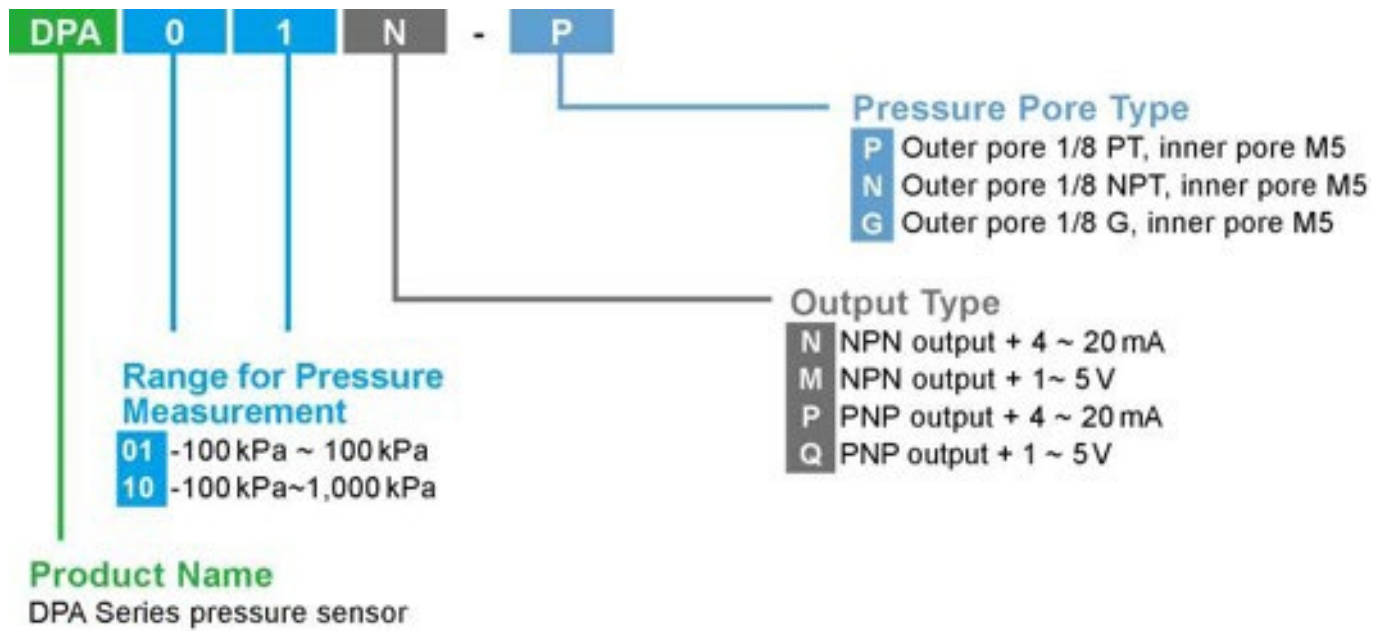 DPA 0 1 N - P
Pressure Pore Type
P Outer pore 1/8 PT, inner pore M5
N Outer pore 1/8 NPT, inner pore M5
G Outer pore 1/8 G, inner pore M5
Output Type
N NPN output + 4 ~ 20 mA
M NPN output + 1~ 5 V
P PNP output + 4 ~ 20 mA
Q PNP output + 1 ~ 5 V
Range for Pressure
Measurement
01 -100 kPa ~ 100 kPa
10 -100 kPa~1,000 kPa
Product Name
DPA Series pressure sensor